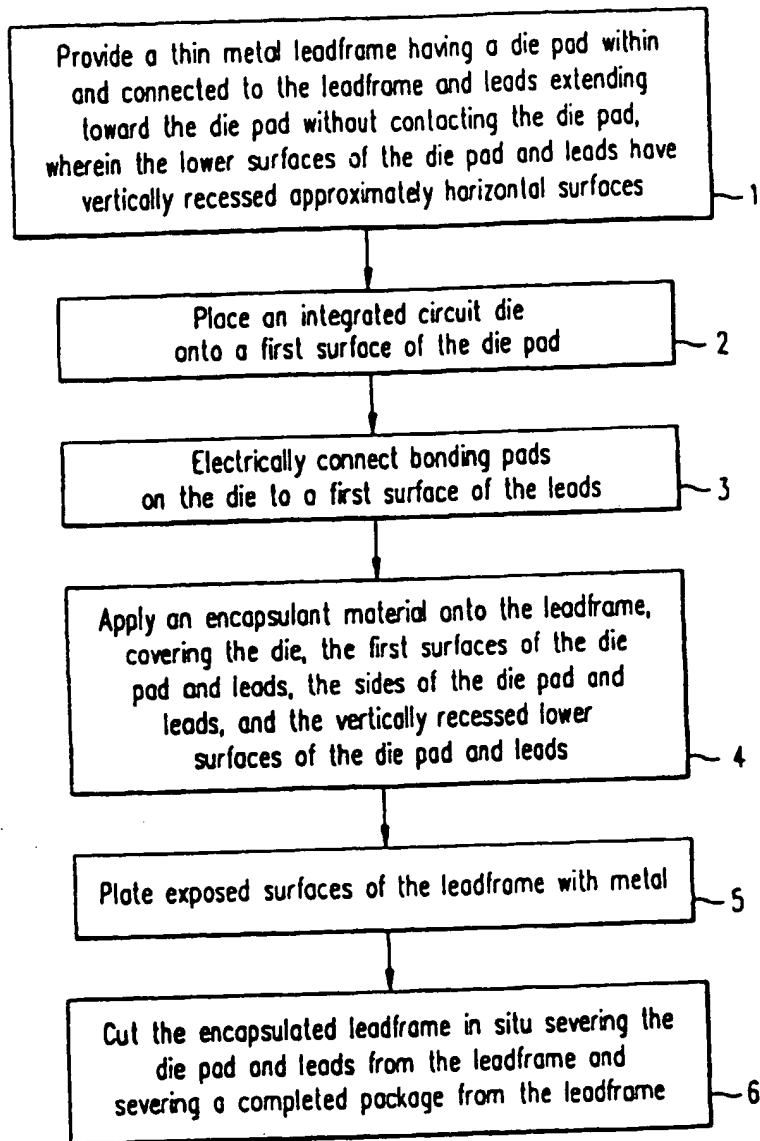 Provide a thin metal leadframe having a die pad within
and connected to the leadframe and leads extending
toward the die pad without contacting the die pad,
wherein the lower surfaces of the die pad and leads have
vertically recessed approximately horizontal surfaces
1
Place an integrated circuit die
onto a first surface of the die pad
2
Electrically connect bonding pads
on the die to a first surface of the leads
3
Apply an encapsulant material onto the leadframe,
covering the die, the first surfaces of the die
pad and leads, the sides of the die pad and
leads, and the vertically recessed lower
surfaces of the die pad and leads
4
Plate exposed surfaces of the leadframe with metal
5
Cut the encapsulated leadframe in situ severing the
die pad and leads from the leadframe and
severing a completed package from the leadframe
6